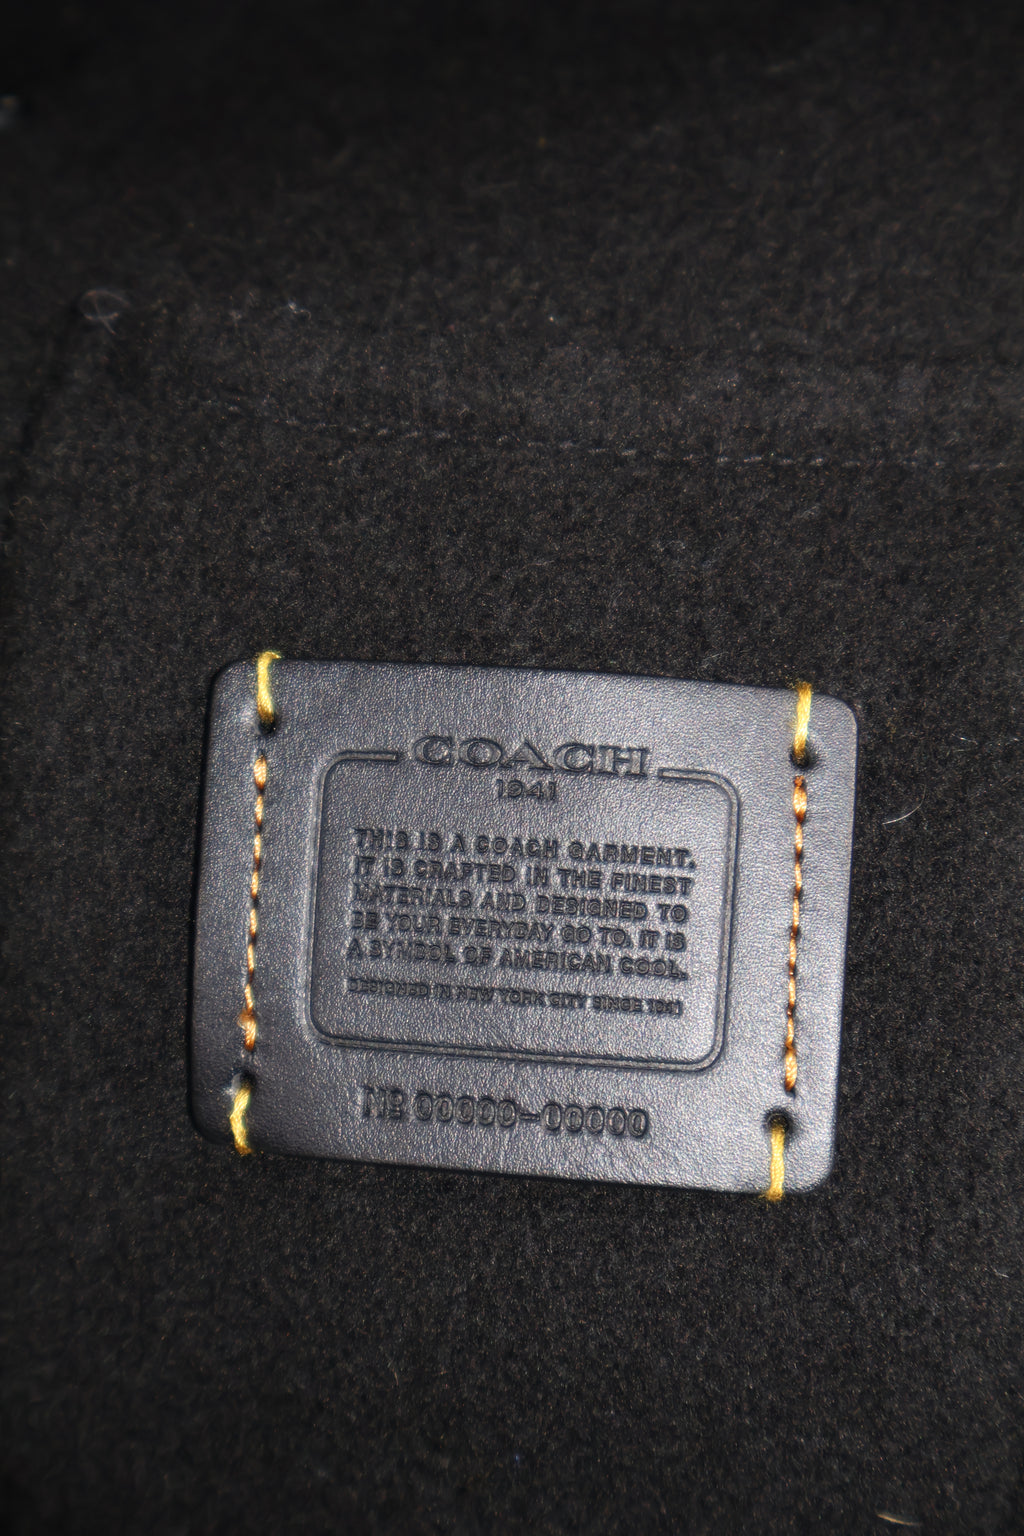 COACH
1941
THIS IS A COACH GARMENT.
IT IS CRAFTED IN THE FINEST
MATERIALS AND DESIGNED TO
BE YOUR EVERYDAY GO TO. IT IS
A SYMBOL OF AMERICAN COOL.
DESIGNED IN NEW YORK CITY SINCE 1941
Nº 00000-00000